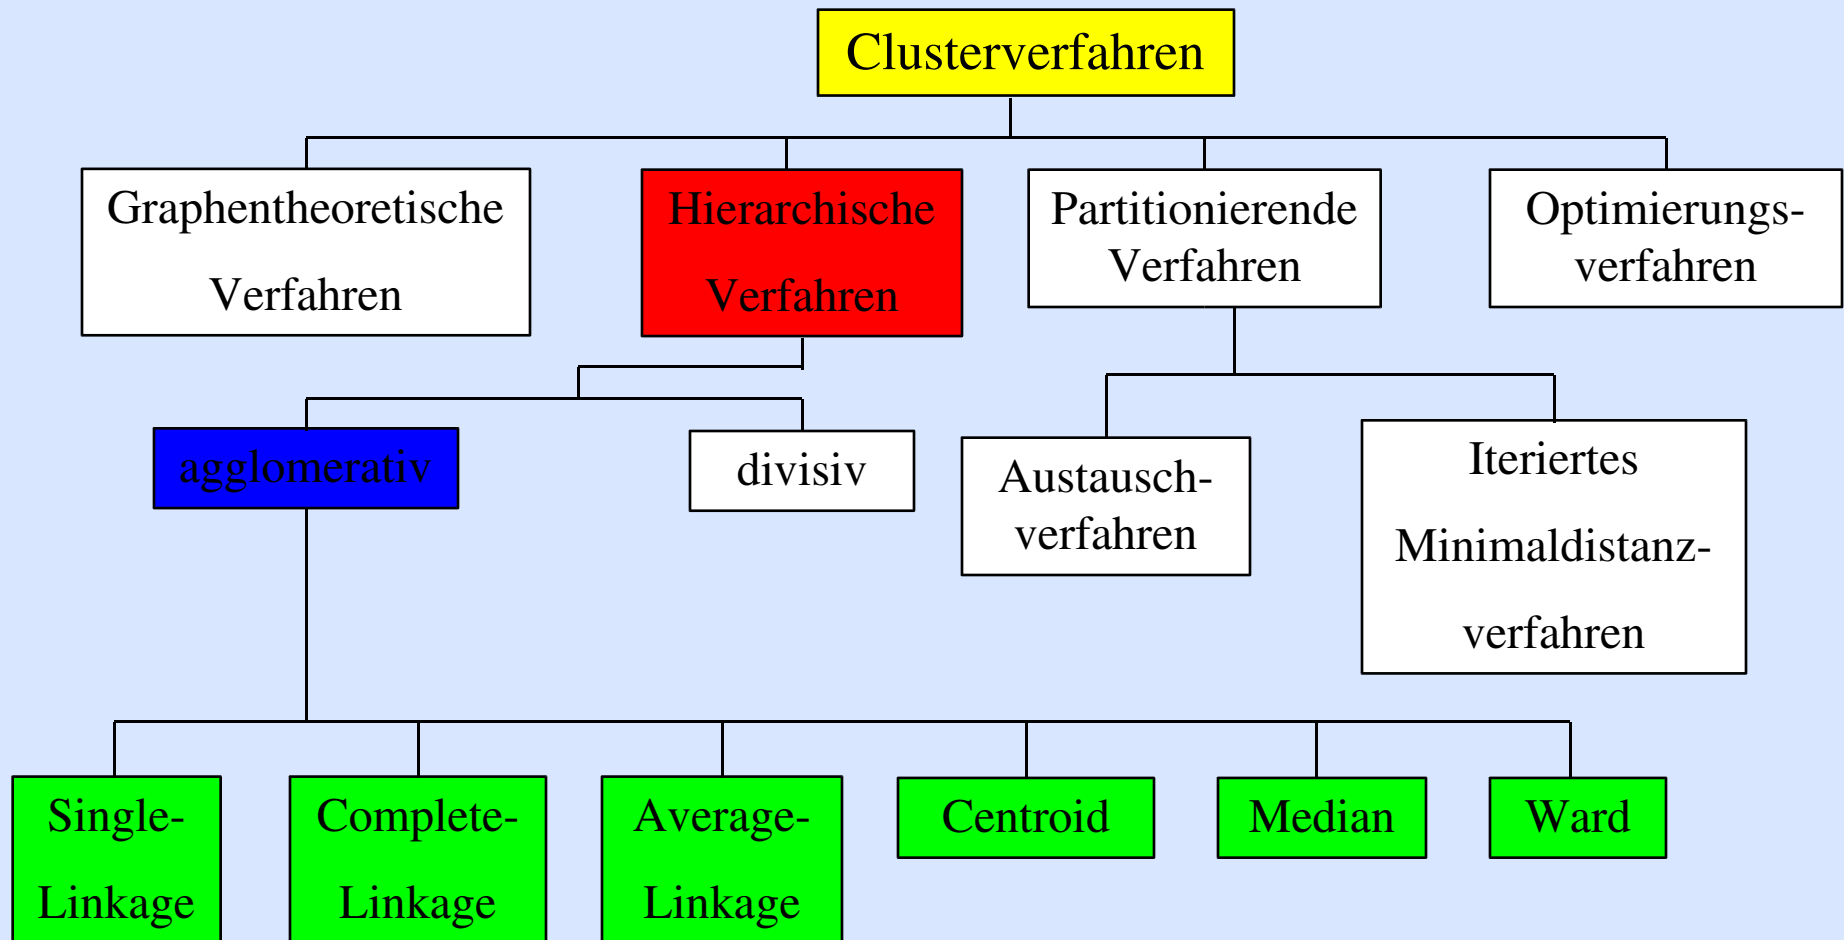 Clusterverfahren
Graphentheoretische
Verfahren
Hierarchische
Verfahren
Partitionierende
Verfahren
Optimierungs-
verfahren
agglomerativ
divisiv
Austausch-
verfahren
Iteriertes
Minimaldistanz-
verfahren
Single-
Linkage
Complete-
Linkage
Average-
Linkage
Centroid
Median
Ward